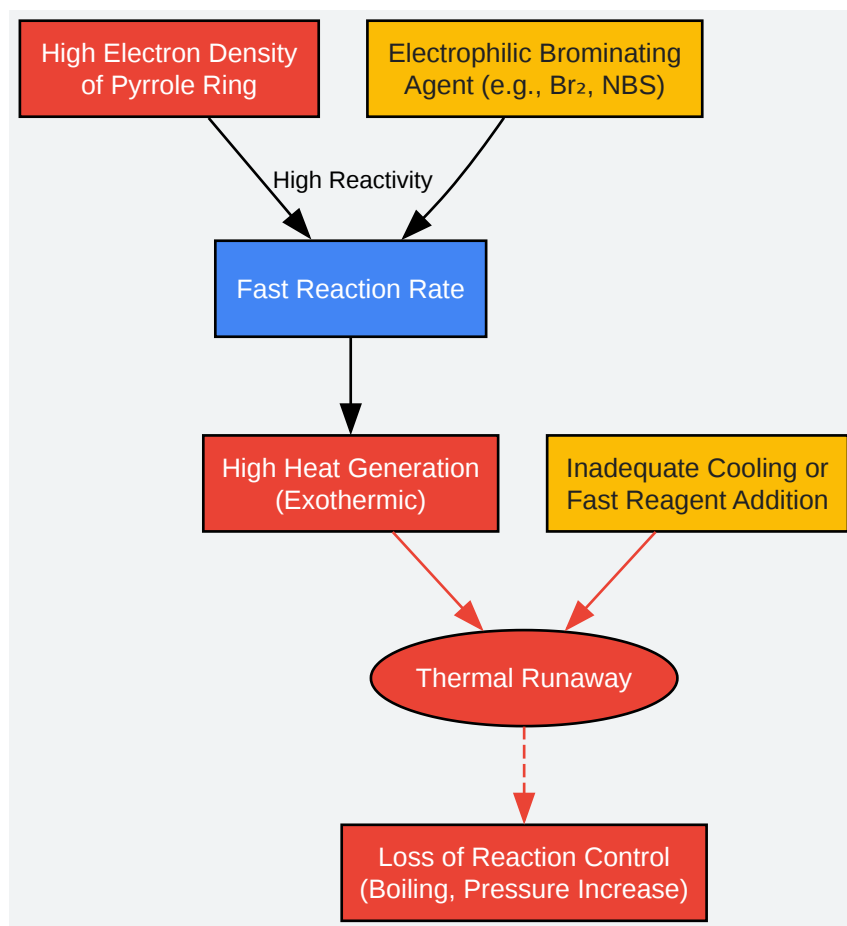 High Electron Density
of Pyrrole Ring
Electrophilic Brominating
Agent (e.g., Br₂, NBS)
High Reactivity
Fast Reaction Rate
High Heat Generation
(Exothermic)
Inadequate Cooling or
Fast Reagent Addition
Thermal Runaway
Loss of Reaction Control
(Boiling, Pressure Increase)